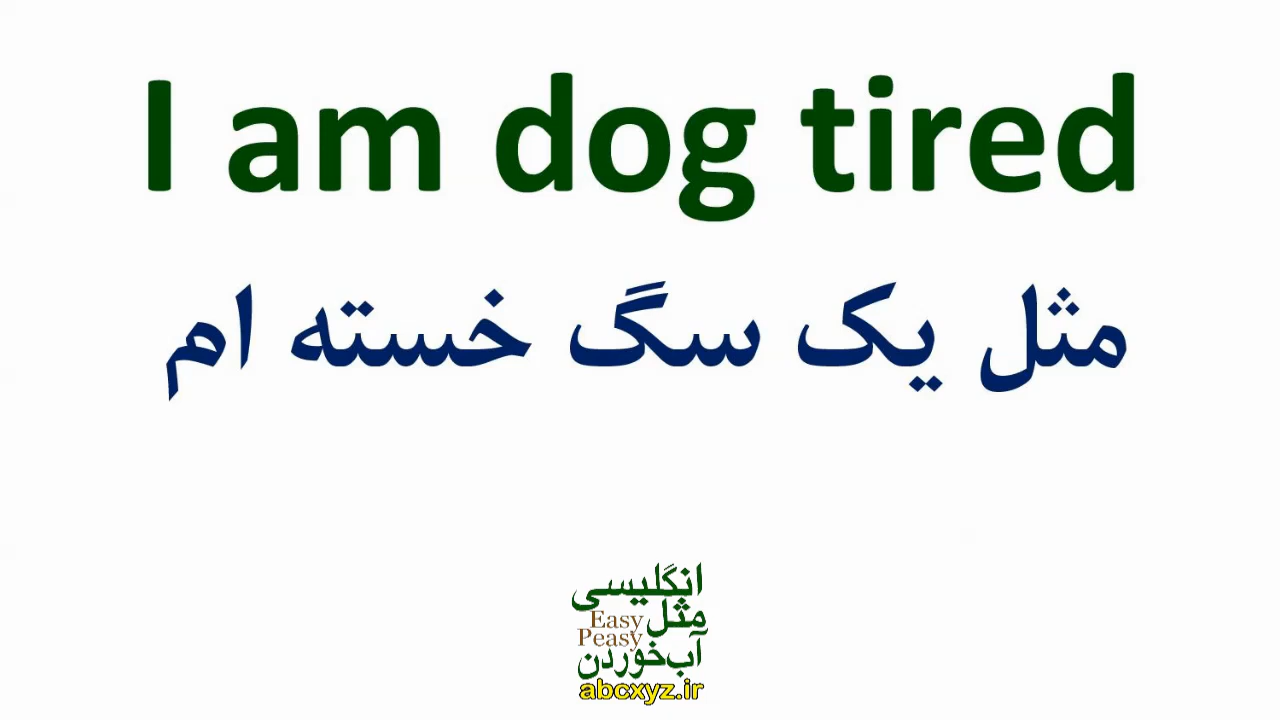 I am dog tired
مثل یک سگ خسته ام
انگلیسی
مثل Easy
Peasy
آب‌خوردن
abcxyz.ir